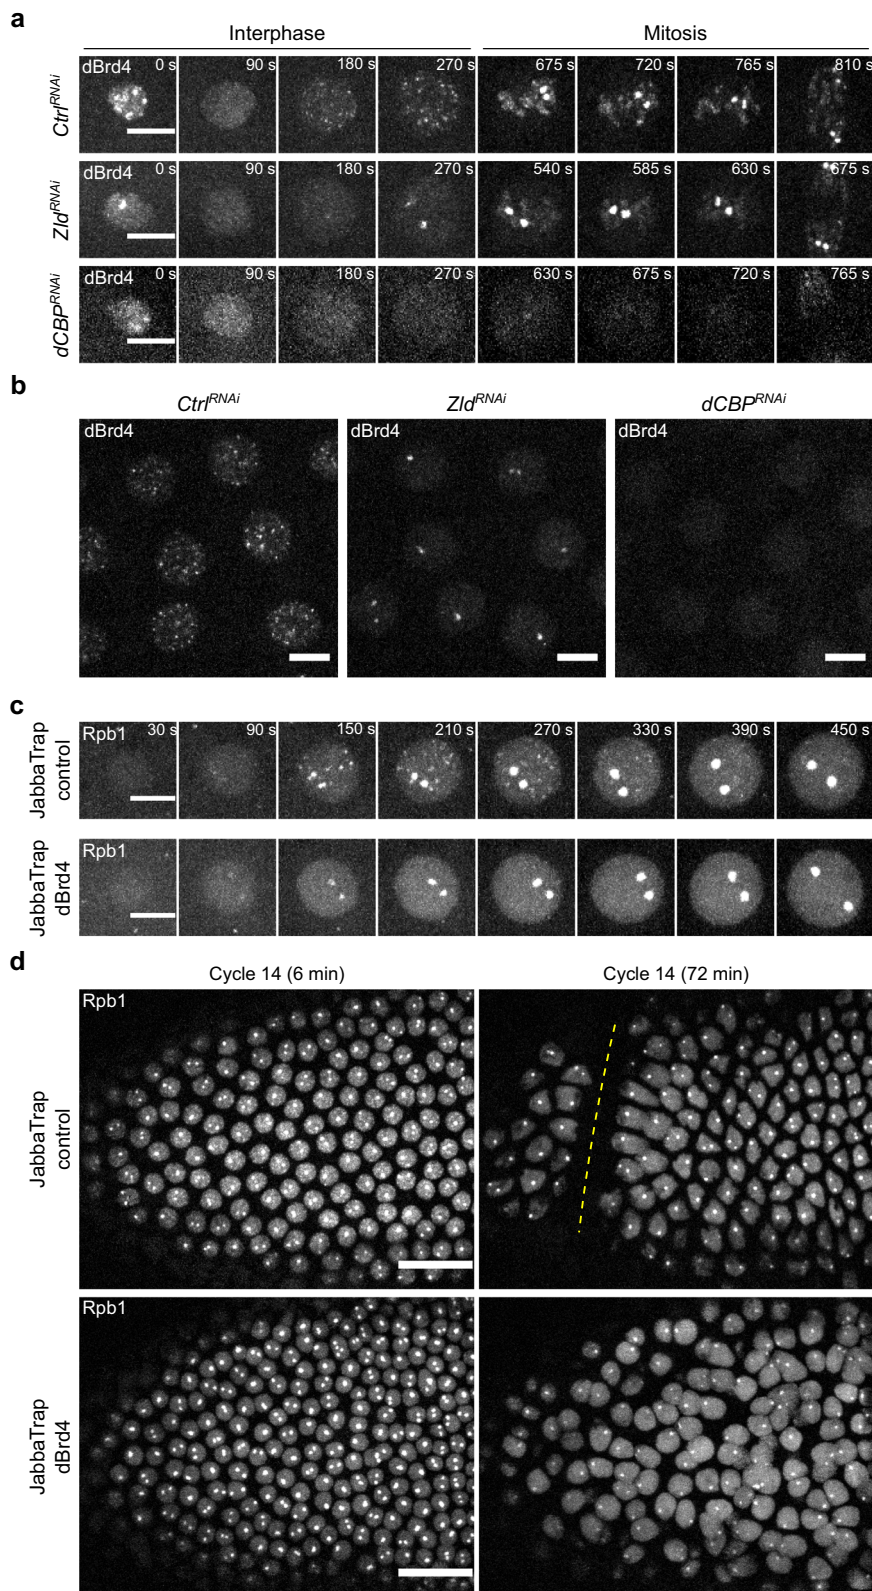 a
Interphase Mitosis
Ctrl^RNAi dBrd4 0 s 90 s 180 s 270 s 675 s 720 s 765 s 810 s
Zld^RNAi dBrd4 0 s 90 s 180 s 270 s 540 s 585 s 630 s 675 s
dCBP^RNAi dBrd4 0 s 90 s 180 s 270 s 630 s 675 s 720 s 765 s
b
Ctrl^RNAi Zld^RNAi dCBP^RNAi
dBrd4 dBrd4 dBrd4
c
JabbaTrap
control
Rpb1 30 s 90 s 150 s 210 s 270 s 330 s 390 s 450 s
JabbaTrap
dBrd4
Rpb1
d
Cycle 14 (6 min) Cycle 14 (72 min)
JabbaTrap
control
Rpb1
JabbaTrap
dBrd4
Rpb1